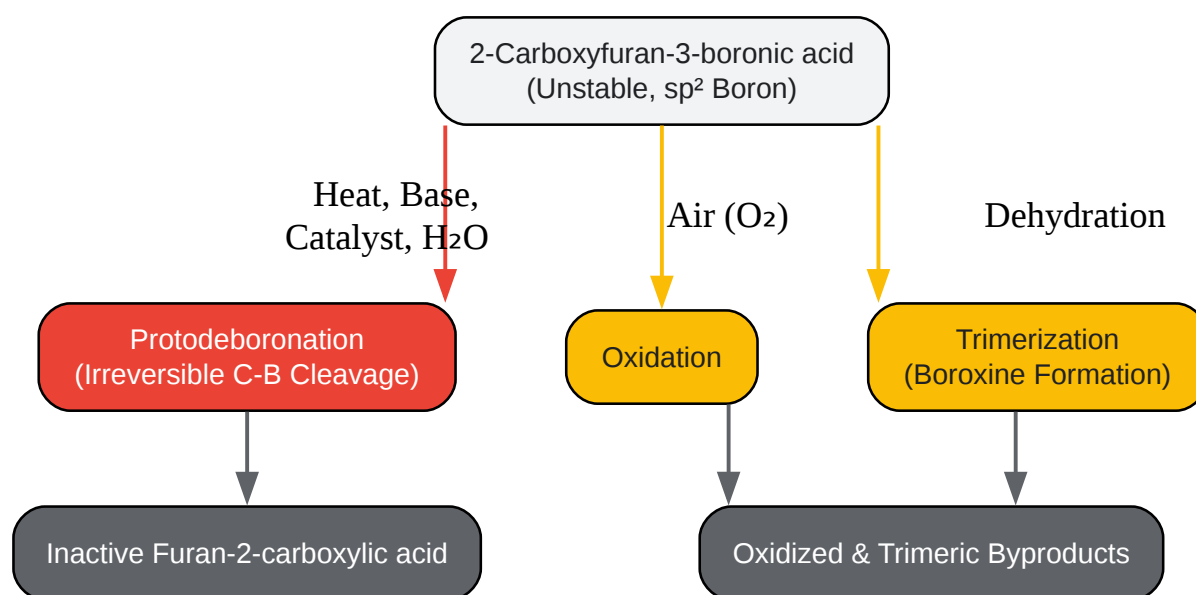 2-Carboxyfuran-3-boronic acid
(Unstable, sp² Boron)
Heat, Base,
Catalyst, H₂O
Air (O₂)
Dehydration
Protodeboronation
(Irreversible C-B Cleavage)
Oxidation
Trimerization
(Boroxine Formation)
Inactive Furan-2-carboxylic acid
Oxidized & Trimeric Byproducts